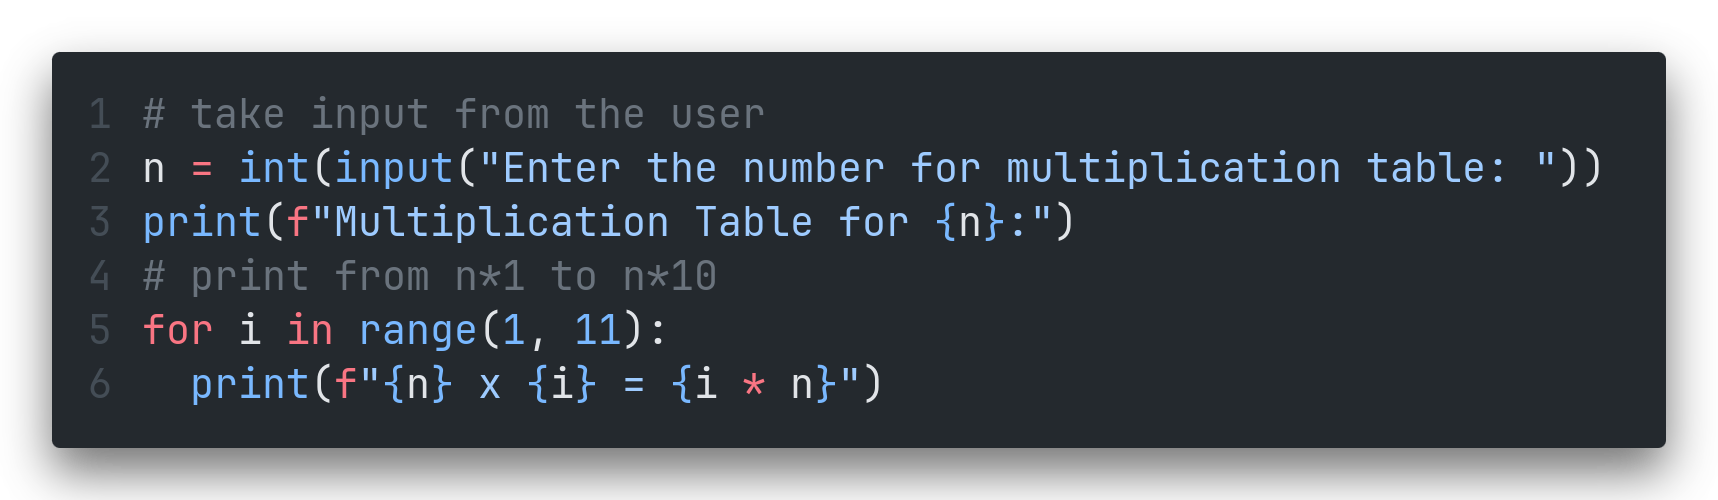 1 # take input from the user
2 n = int(input("Enter the number for multiplication table: "))
3 print(f"Multiplication Table for {n}:")
4 # print from n*1 to n*10
5 for i in range(1, 11):
6   print(f"{n} x {i} = {i * n}")